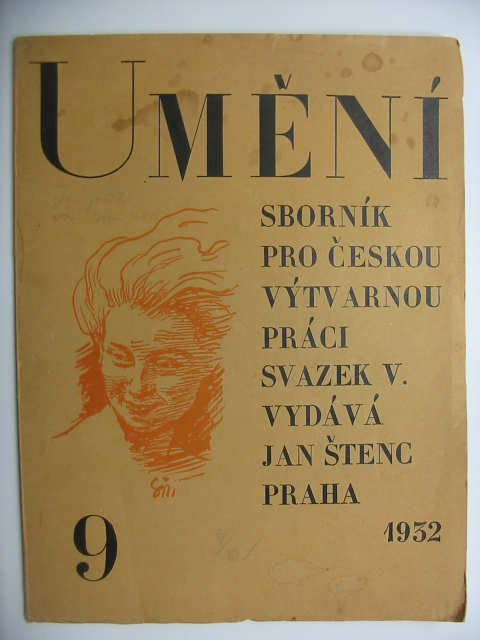 UMĚNÍ
SBORNÍK
PRO ČESKOU
VÝTVARNOU
PRÁCI
SVAZEK V.
VYDÁVÁ
JAN ŠTENC
PRAHA
9
1932